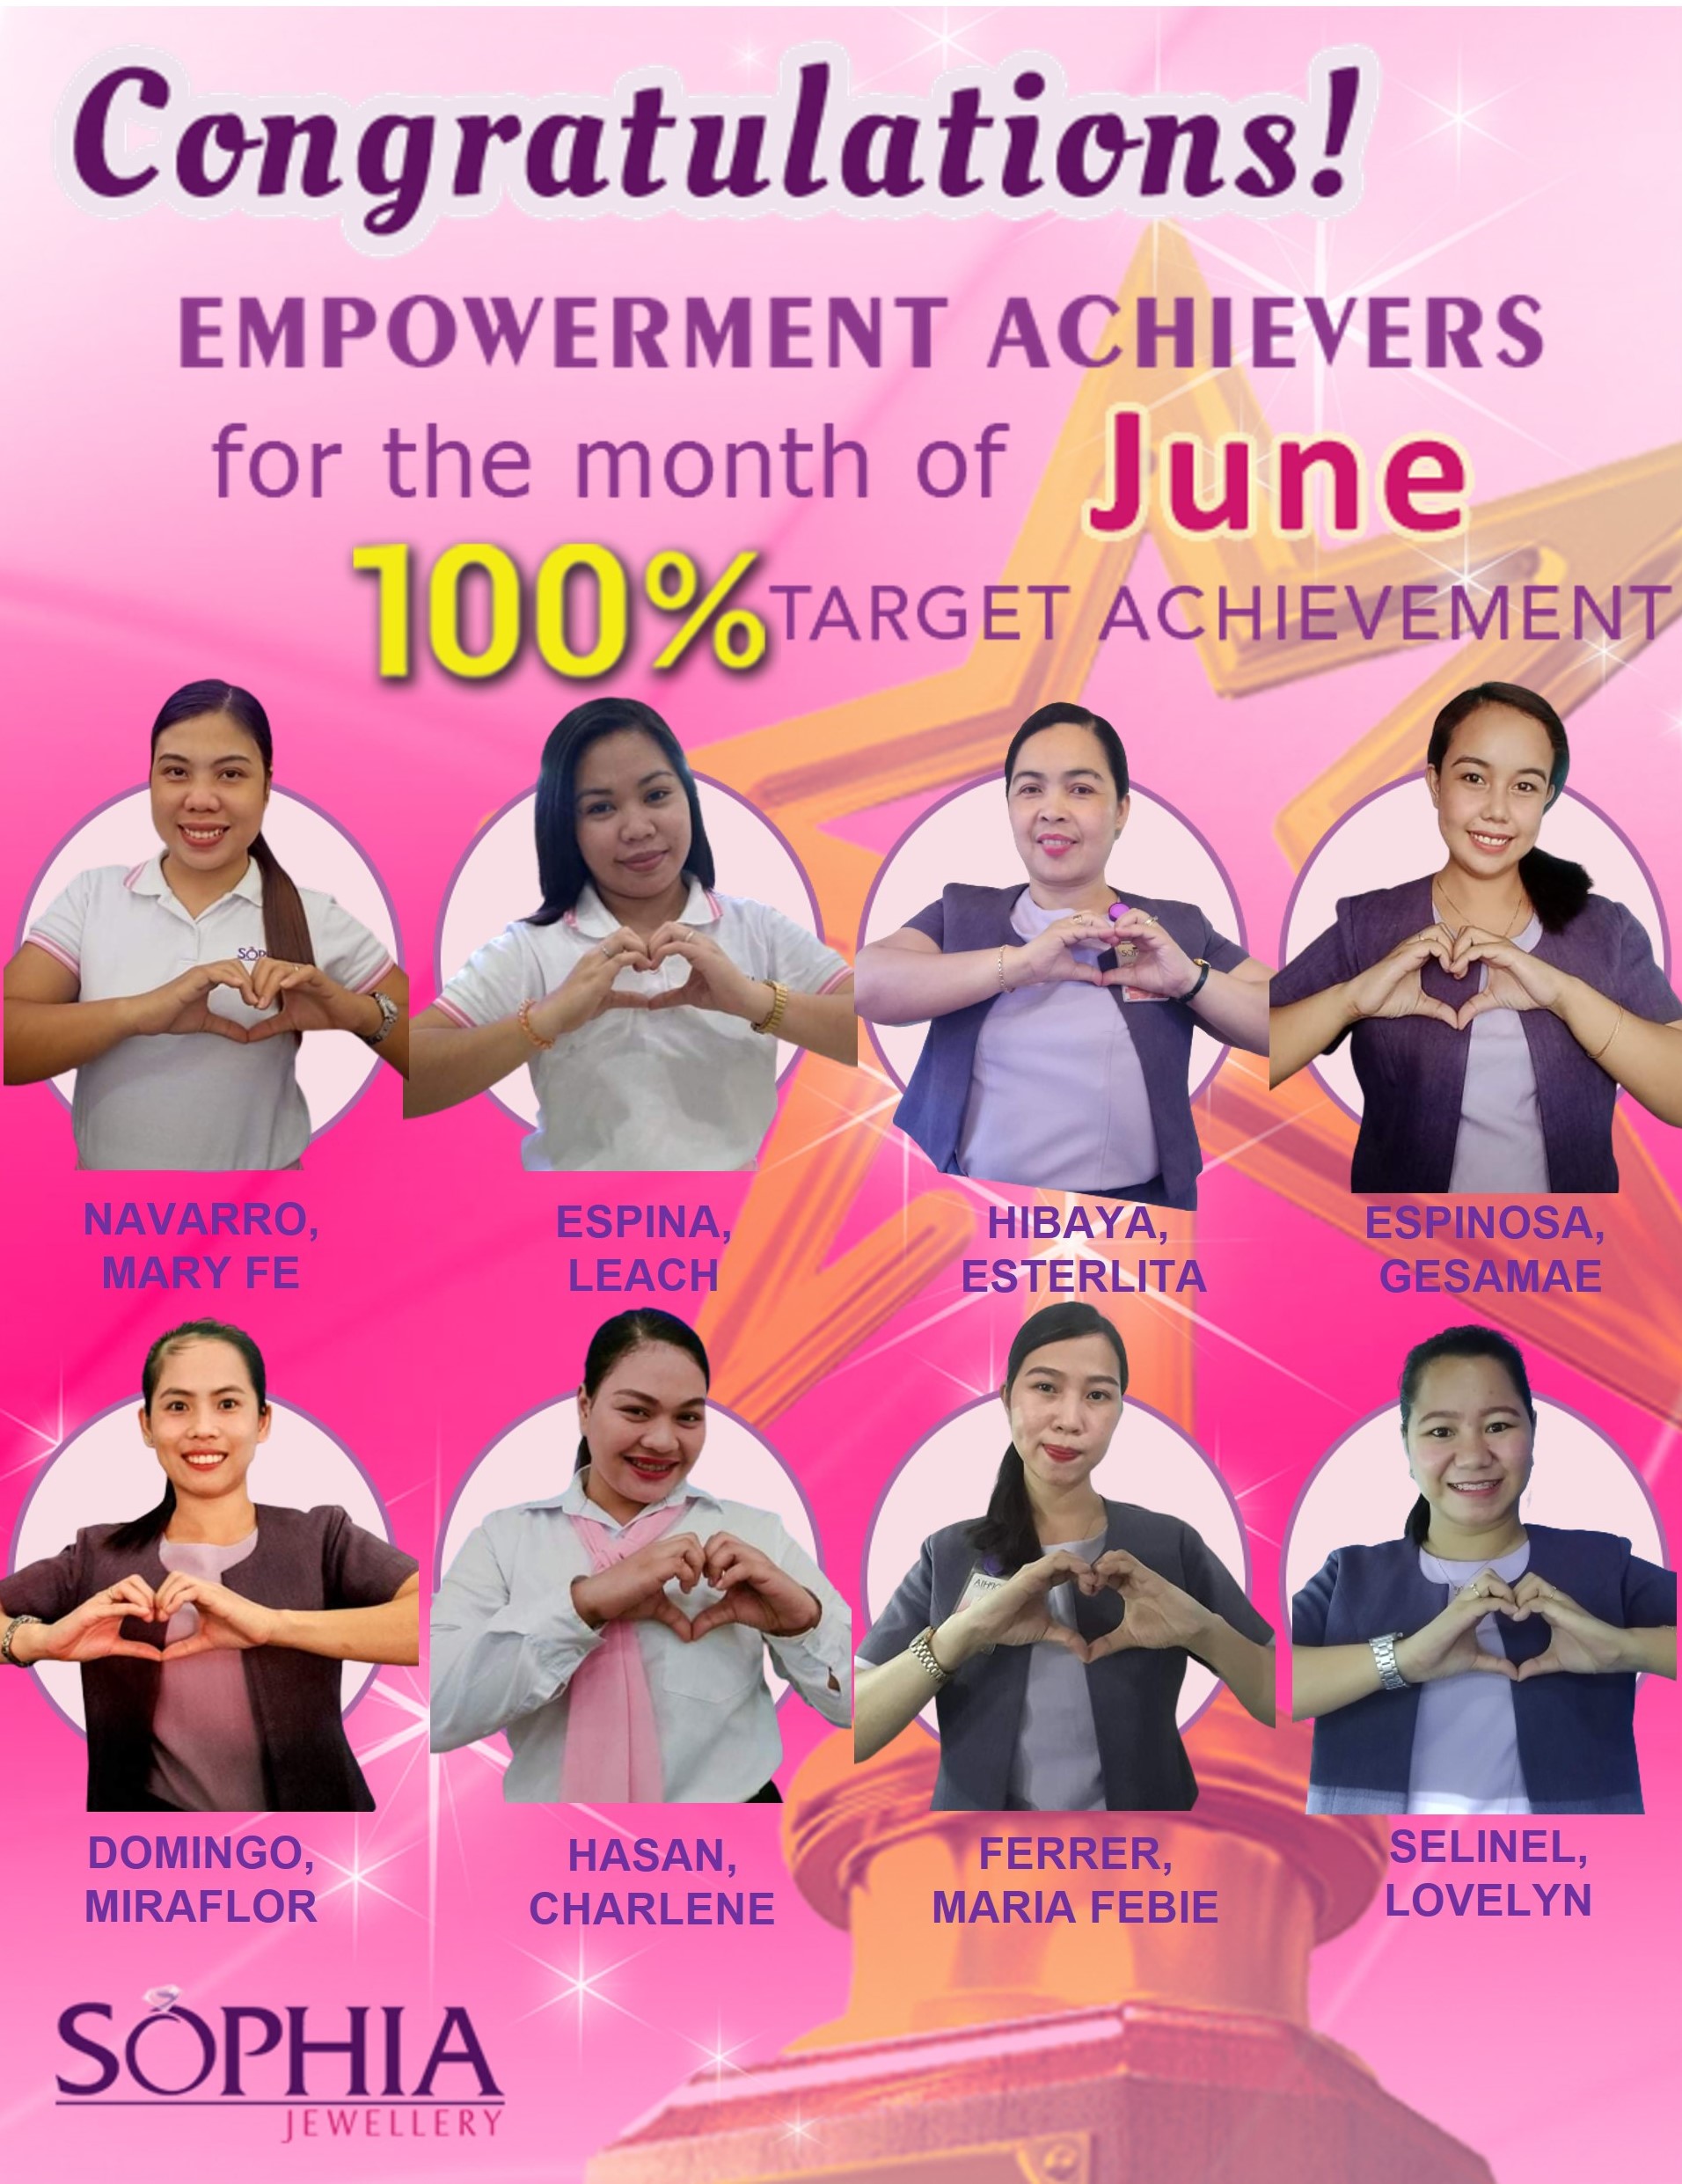 Congratulations!
EMPOWERMENT ACHIEVERS
for the month of June
100% TARGET ACHIEVEMENT
NAVARRO,
MARY FE
ESPINA,
LEACH
HIBAYA,
ESTERLITA
ESPINOSA,
GESAMAE
DOMINGO,
MIRAFLOR
HASAN,
CHARLENE
FERRER,
MARIA FEBIE
SELINEL,
LOVELYN
SOPHIA
JEWELLERY